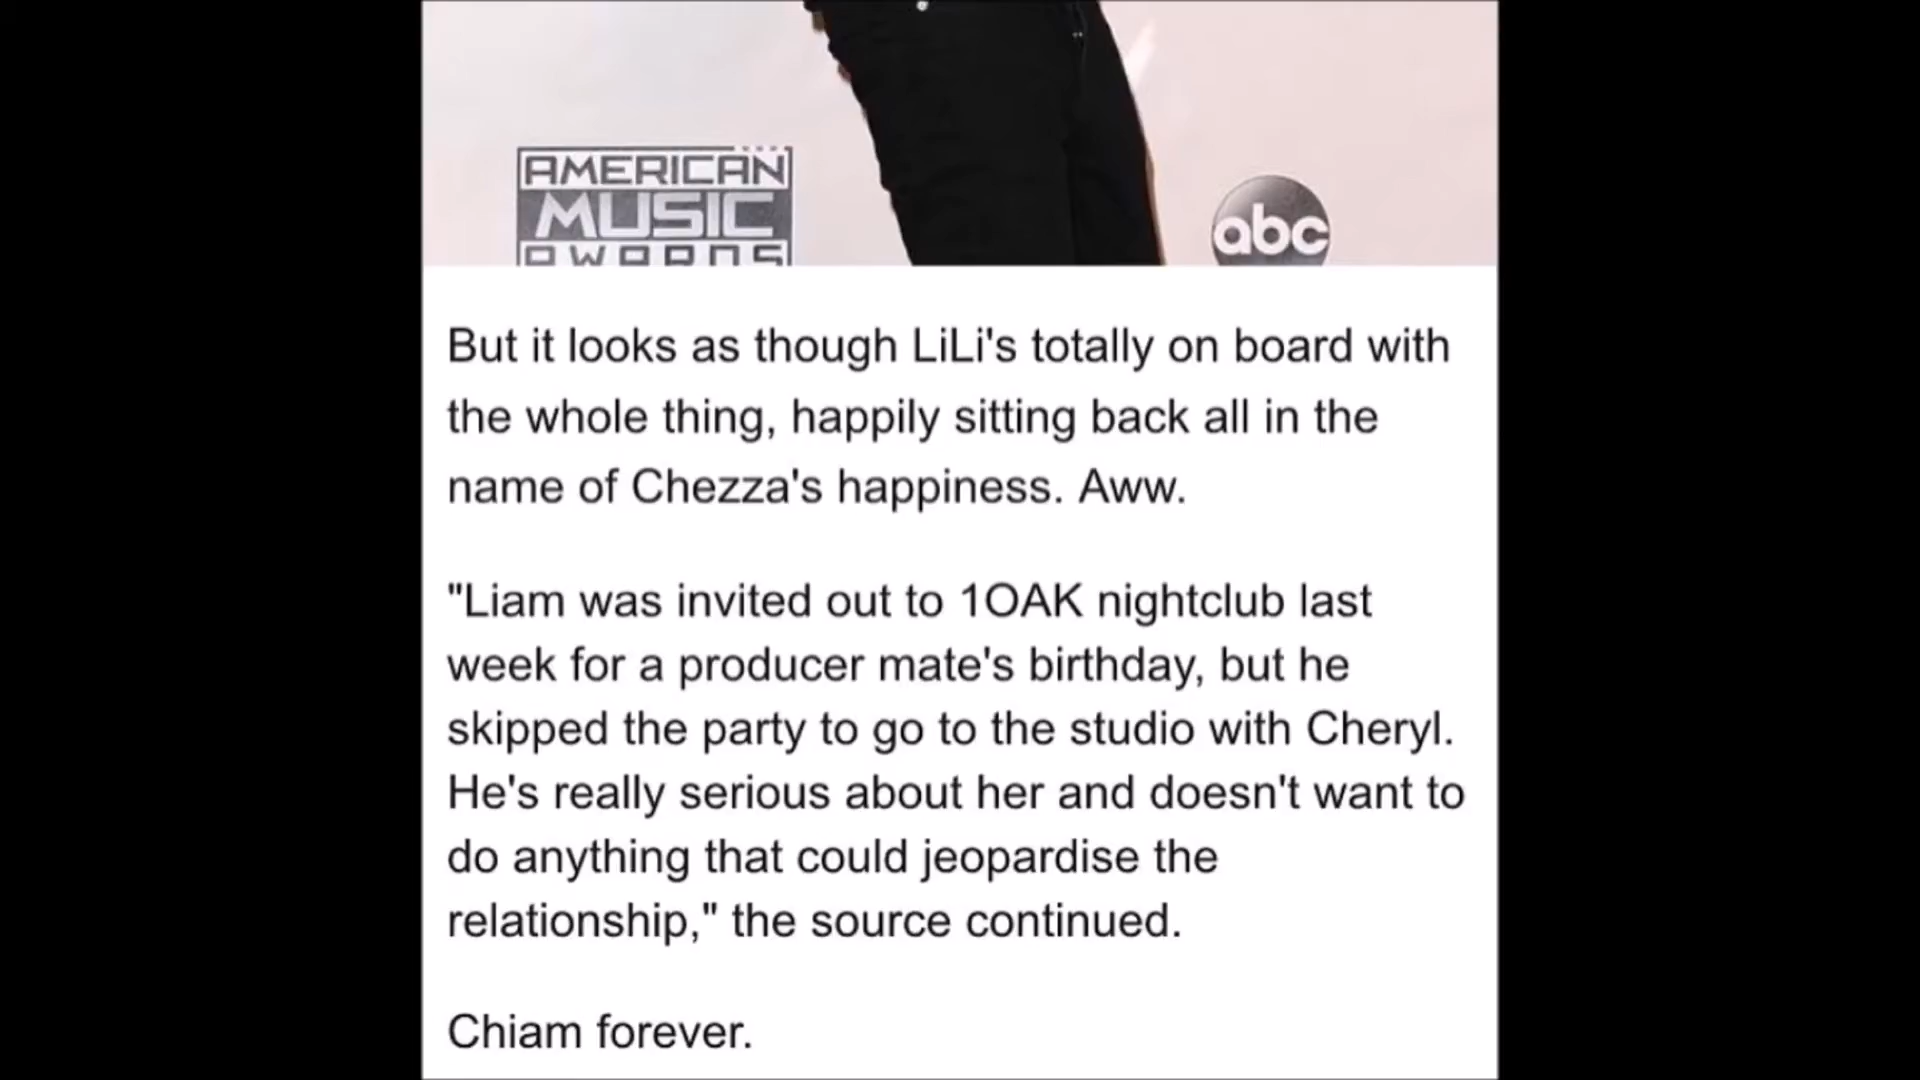 AMERICAN
MUSIC
AWARDS
abc
But it looks as though LiLi's totally on board with
the whole thing, happily sitting back all in the
name of Chezza's happiness. Aww.
"Liam was invited out to 1OAK nightclub last
week for a producer mate's birthday, but he
skipped the party to go to the studio with Cheryl.
He's really serious about her and doesn't want to
do anything that could jeopardise the
relationship," the source continued.
Chiam forever.